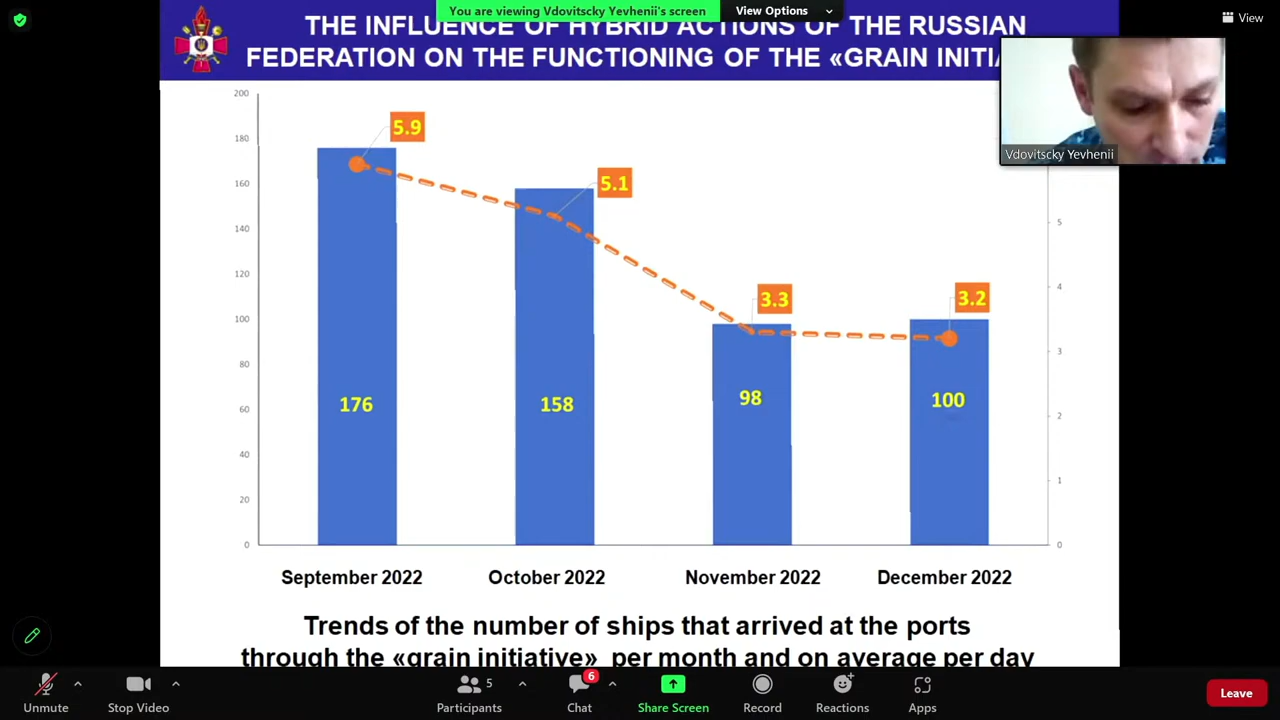 You are viewing Vdovitscky Yevhenii's screen
View Options
View
THE INFLUENCE OF HYBRID ACTIONS OF THE RUSSIAN
FEDERATION ON THE FUNCTIONING OF THE «GRAIN
Vdovitscky Yevhenii
200
180
160
140
120
100
80
60
40
20
0
5.9
5.1
3.3
3.2
176
158
98
100
5
4
3
2
1
0
September 2022
October 2022
November 2022
December 2022
Trends of the number of ships that arrived at the ports
through the «grain initiative» per month and on average per day
Unmute
Stop Video
Participants
5
Chat
6
Share Screen
Record
Reactions
Apps
Leave